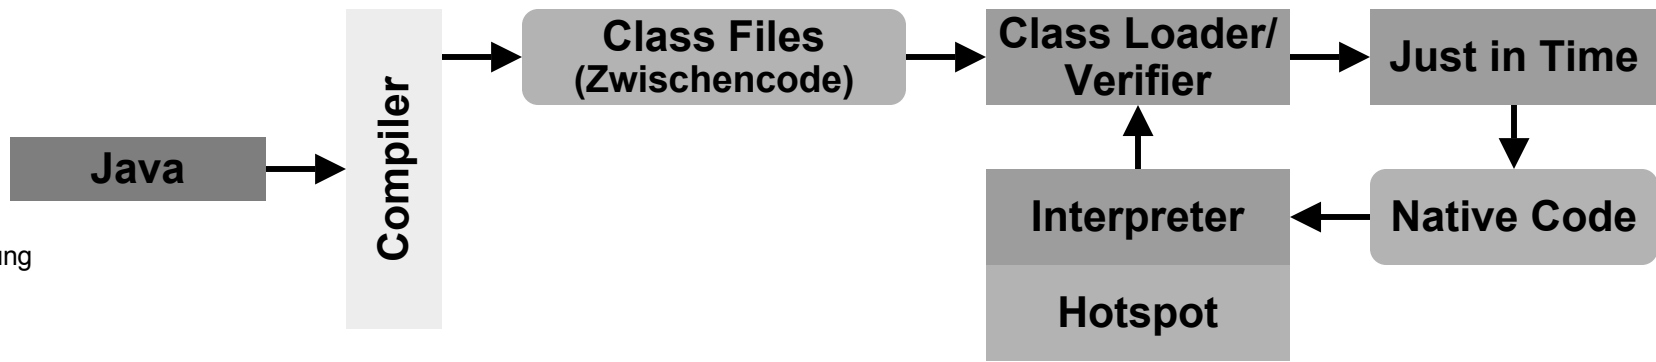 Java
Compiler
Class Files
(Zwischencode)
Class Loader/
Verifier
Just in Time
Interpreter
Native Code
Hotspot